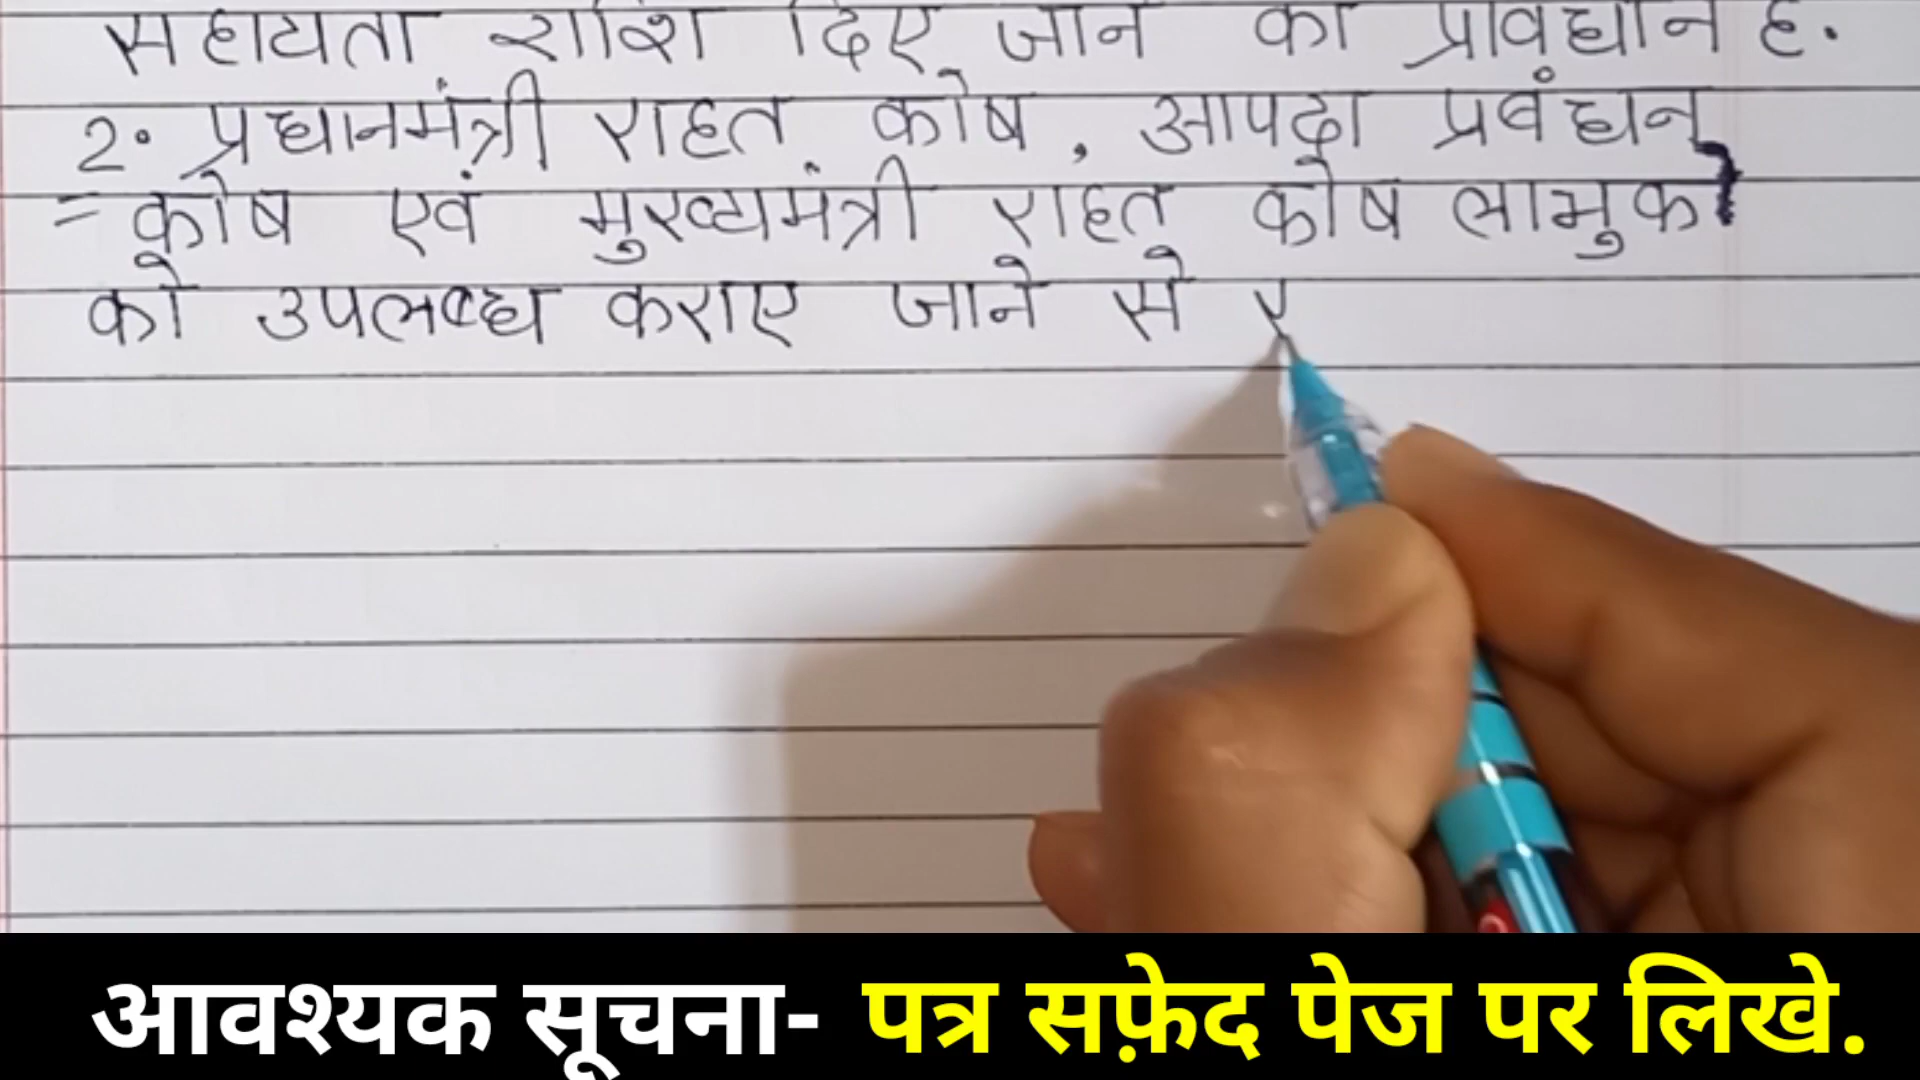 सहायता राशि दिए जाने का प्रावधान है.
2. प्रधानमंत्री राहत कोष, आपदा प्रबंधन
= कोष एवं मुख्यमंत्री राहत कोष लाभुक
को उपलब्ध कराए जाने से
आवश्यक सूचना- पत्र सफ़ेद पेज पर लिखे.